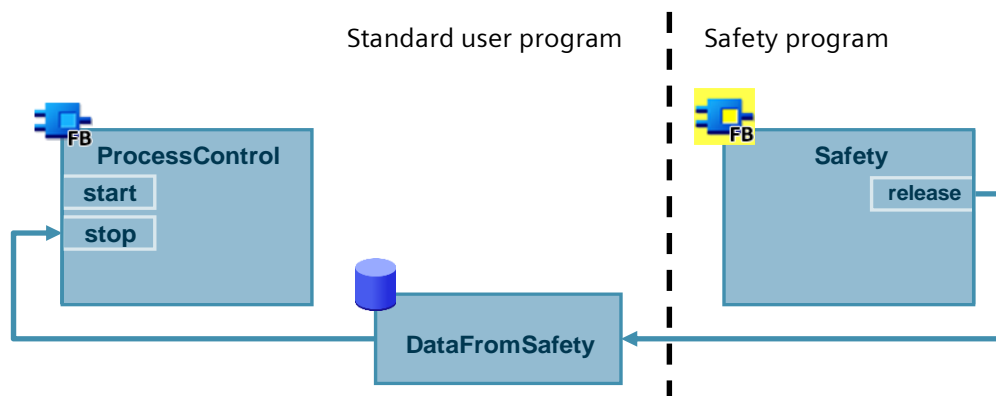 Standard user program
Safety program
FB
ProcessControl
start
stop
FB
Safety
release
DataFromSafety